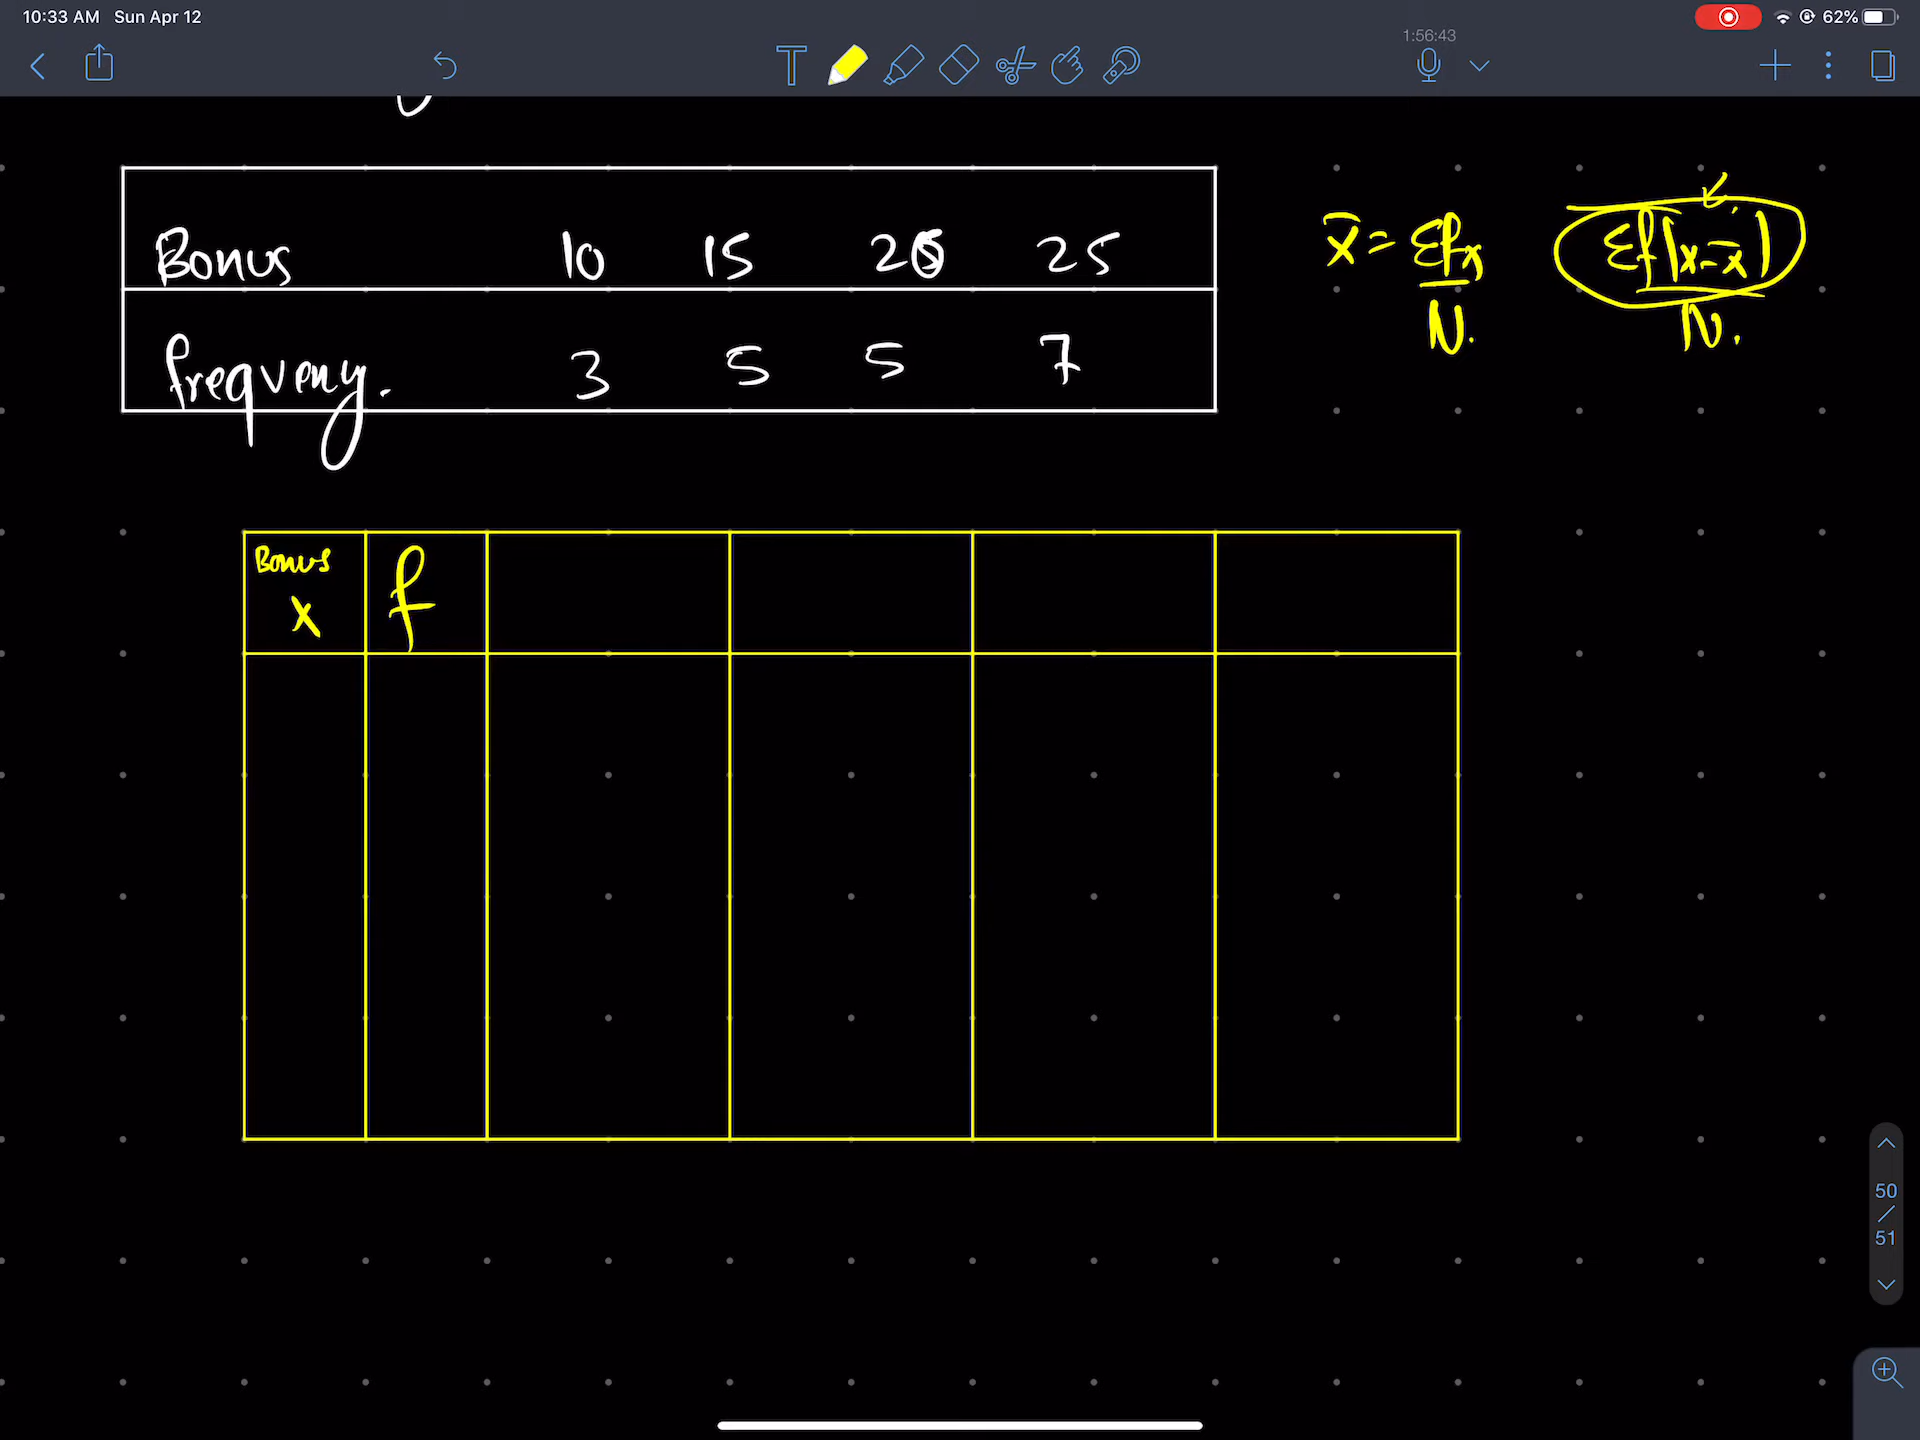 10:33 AM Sun Apr 12
62%
1:56:43
Bonus 10 15 20 25
frequeny. 3 5 5 7
x̄ = Σfx / N.
Σf|x-x̄| / N.
Bonus x
f
50 / 51